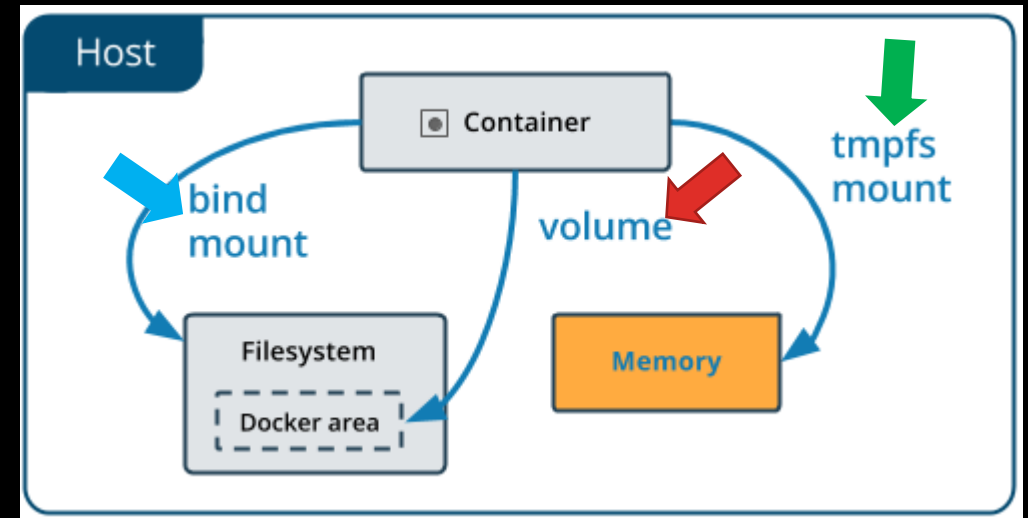 Host
Container
tmpfs
mount
bind
mount
volume
Filesystem
Memory
Docker area